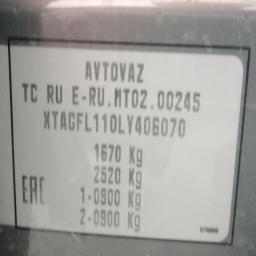 AVTOVAZ
TC RU E-RU.MT02.00245
XTAGFL110LY406070
1670 Kg
2520 Kg
EAC 1-0900 Kg
2-0900 Kg